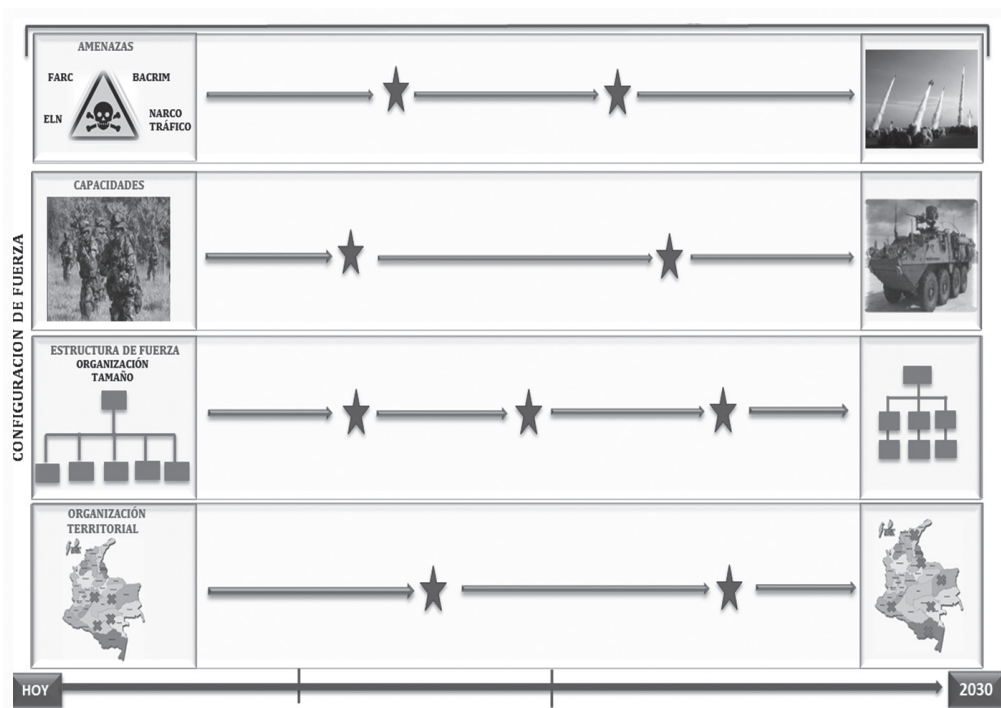 CONFIGURACION DE FUERZA
AMENAZAS
FARC
BACRIM
ELN
NARCO
TRÁFICO
CAPACIDADES
ESTRUCTURA DE FUERZA
ORGANIZACIÓN
TAMAÑO
ORGANIZACIÓN
TERRITORIAL
HOY
2030